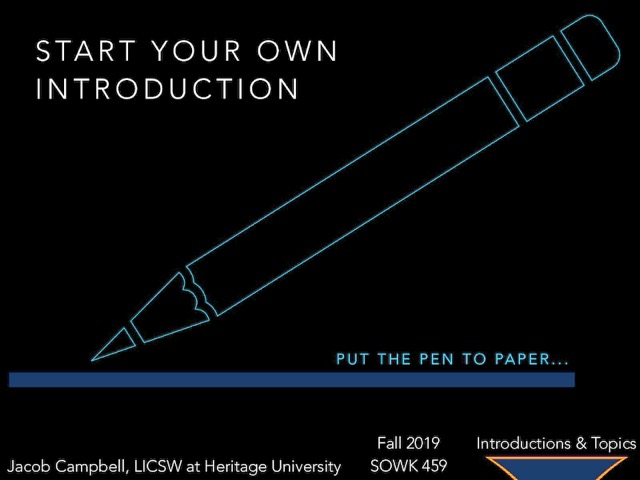 START YOUR OWN
INTRODUCTION
PUT THE PEN TO PAPER...
Fall 2019
Introductions & Topics
Jacob Campbell, LICSW at Heritage University
SOWK 459